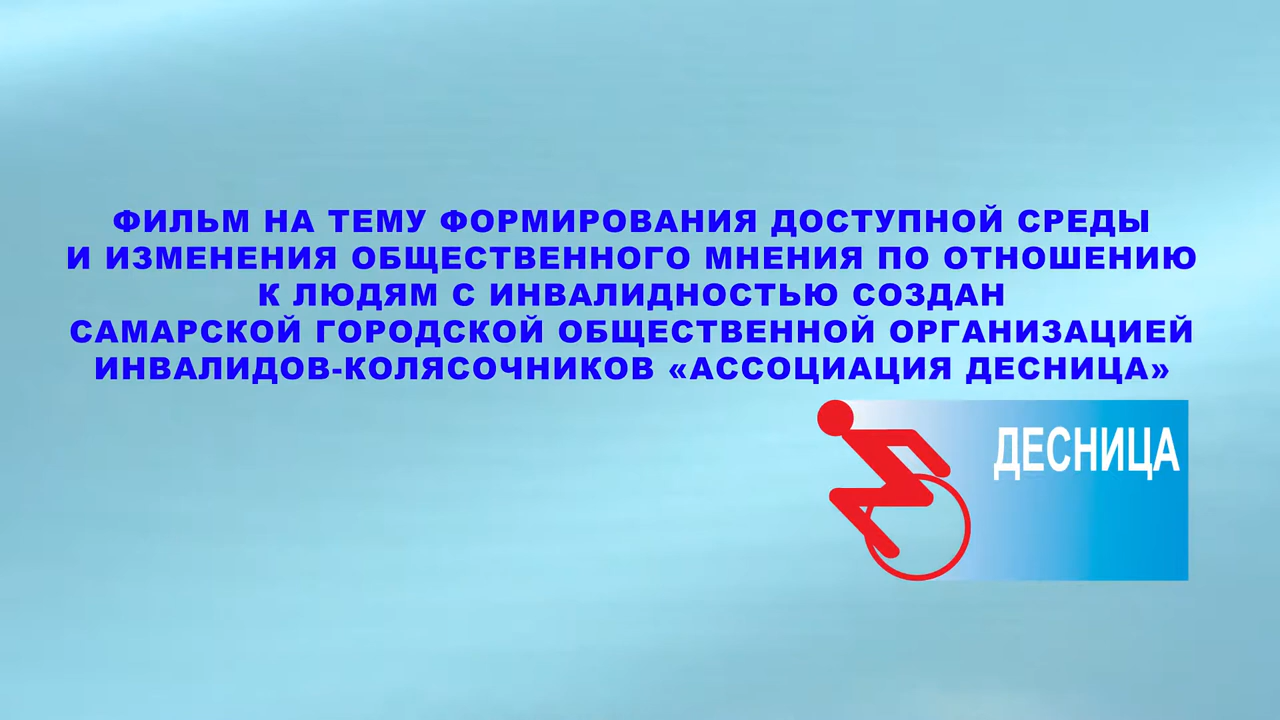 ФИЛЬМ НА ТЕМУ ФОРМИРОВАНИЯ ДОСТУПНОЙ СРЕДЫ
И ИЗМЕНЕНИЯ ОБЩЕСТВЕННОГО МНЕНИЯ ПО ОТНОШЕНИЮ
К ЛЮДЯМ С ИНВАЛИДНОСТЬЮ СОЗДАН
САМАРСКОЙ ГОРОДСКОЙ ОБЩЕСТВЕННОЙ ОРГАНИЗАЦИЕЙ
ИНВАЛИДОВ-КОЛЯСОЧНИКОВ «АССОЦИАЦИЯ ДЕСНИЦА»
ДЕСНИЦА